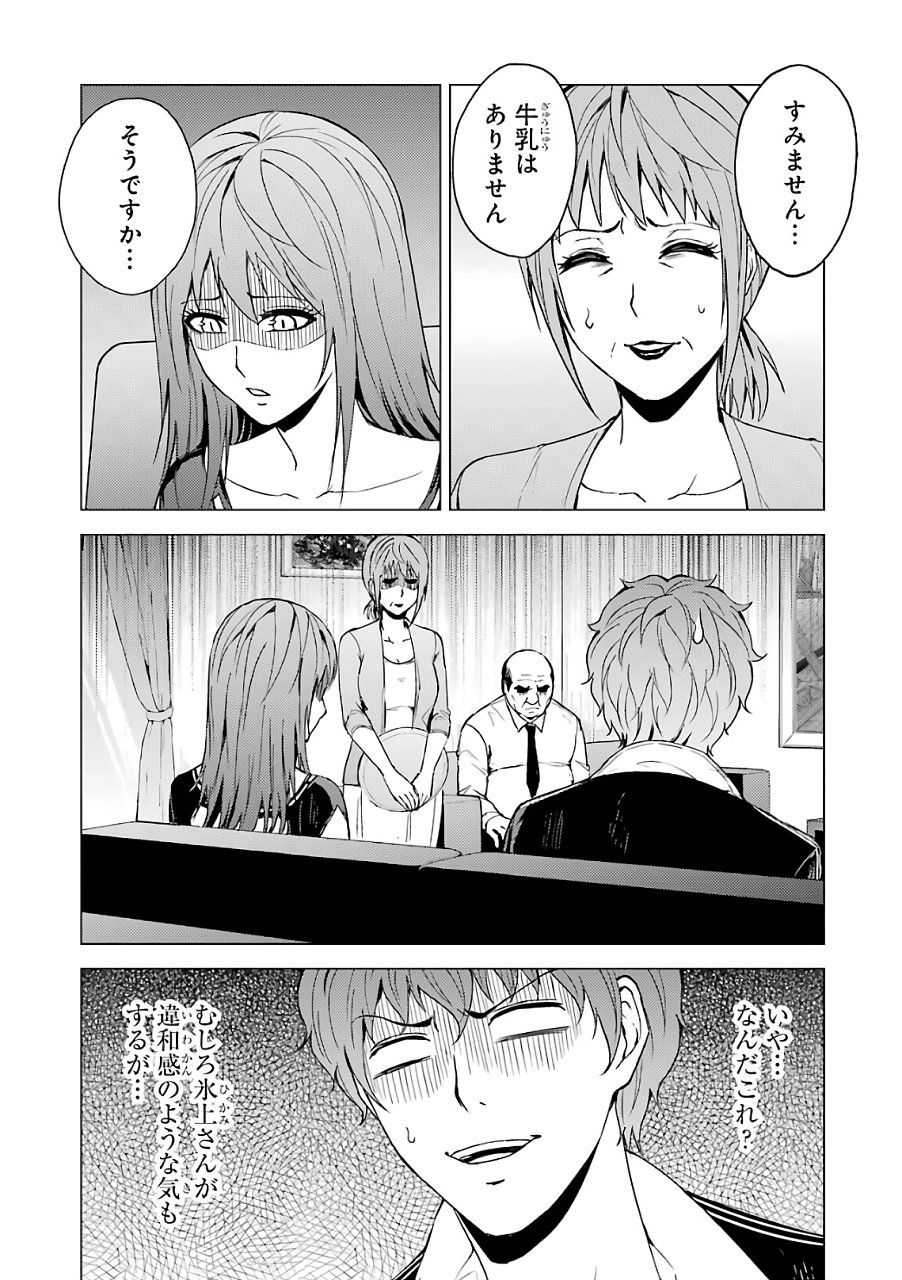 すみません…
牛乳は
ありません
そうですか…
いや…
なんだこれ?
むしろ氷上さんが
違和感のような気も
するが…